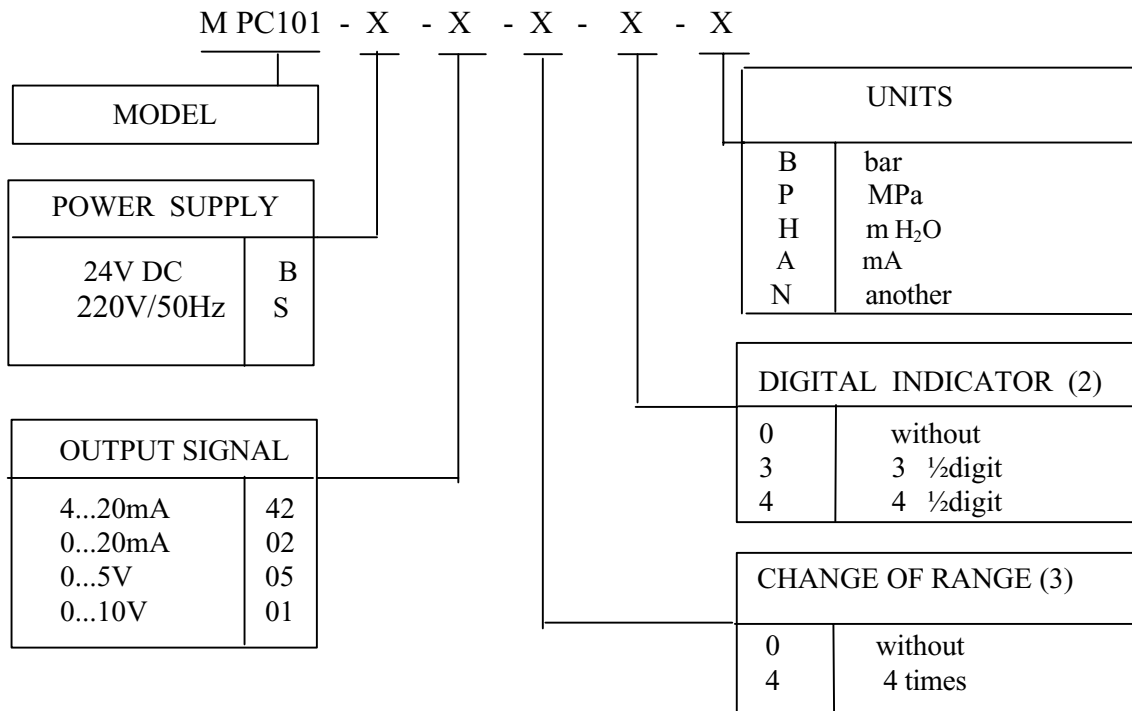 M PC101 - X - X - X - X - X
MODEL
POWER SUPPLY
24V DC B
220V/50Hz S
OUTPUT SIGNAL
4...20mA 42
0...20mA 02
0...5V 05
0...10V 01
UNITS
B bar
P MPa
H m H₂O
A mA
N another
DIGITAL INDICATOR (2)
0 without
3 3 ½digit
4 4 ½digit
CHANGE OF RANGE (3)
0 without
4 4 times